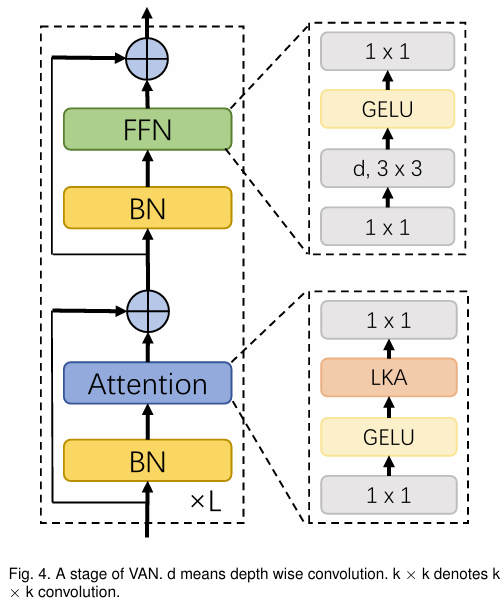 FFN
BN
Attention
BN
×L
1 x 1
GELU
d, 3 x 3
1 x 1
1 x 1
LKA
GELU
1 x 1
Fig. 4. A stage of VAN. d means depth wise convolution. k × k denotes k
× k convolution.